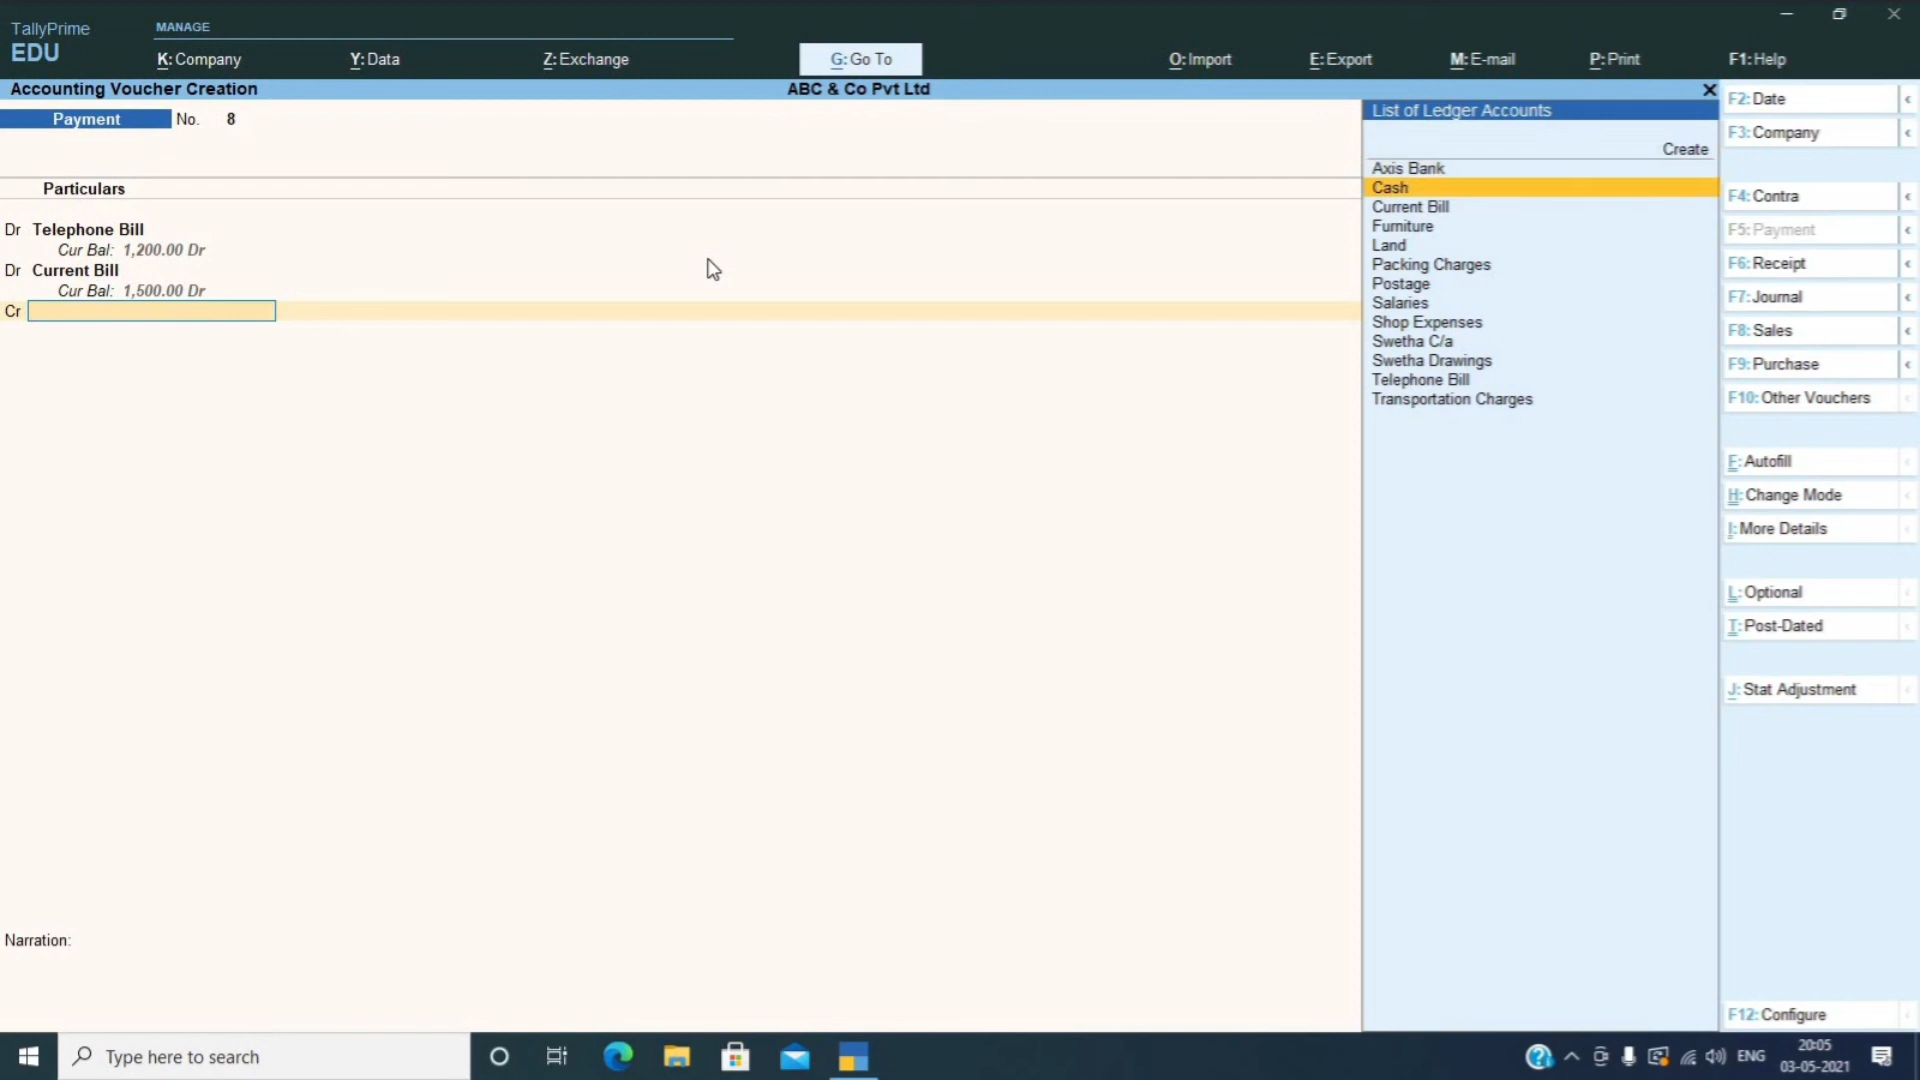 TallyPrime
EDU
MANAGE
K: Company
Y: Data
Z: Exchange
G: Go To
O: Import
E: Export
M: E-mail
P: Print
F1: Help
Accounting Voucher Creation
ABC & Co Pvt Ltd
Payment No. 8
Particulars
Dr Telephone Bill
Cur Bal: 1,200.00 Dr
Dr Current Bill
Cur Bal: 1,500.00 Dr
Cr
Narration:
List of Ledger Accounts
Create
Axis Bank
Cash
Current Bill
Furniture
Land
Packing Charges
Postage
Salaries
Shop Expenses
Swetha C/a
Swetha Drawings
Telephone Bill
Transportation Charges
F2: Date
F3: Company
F4: Contra
F5: Payment
F6: Receipt
F7: Journal
F8: Sales
F9: Purchase
F10: Other Vouchers
F: Autofill
H: Change Mode
I: More Details
L: Optional
T: Post-Dated
J: Stat Adjustment
F12: Configure
Type here to search
ENG
20:05
03-05-2021